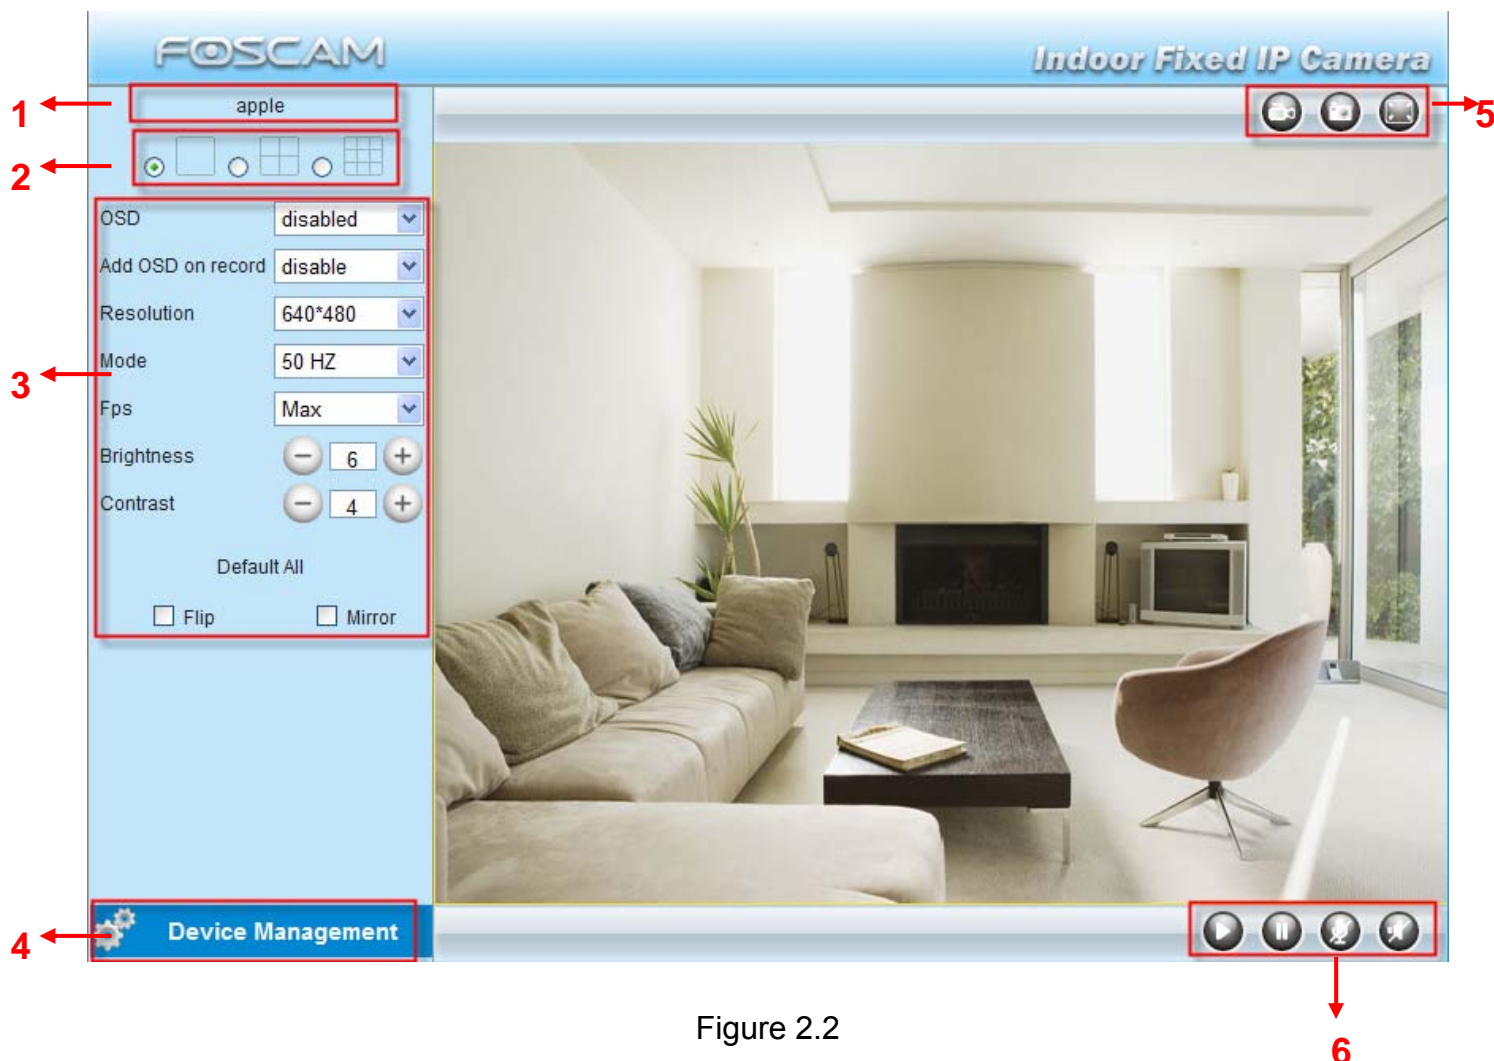 FOSCAM
Indoor Fixed IP Camera
1
apple
5
2
OSD disabled
Add OSD on record disable
Resolution 640*480
Mode 50 HZ
3
Fps Max
Brightness 6
Contrast 4
Default All
Flip Mirror
4
Device Management
Figure 2.2
6